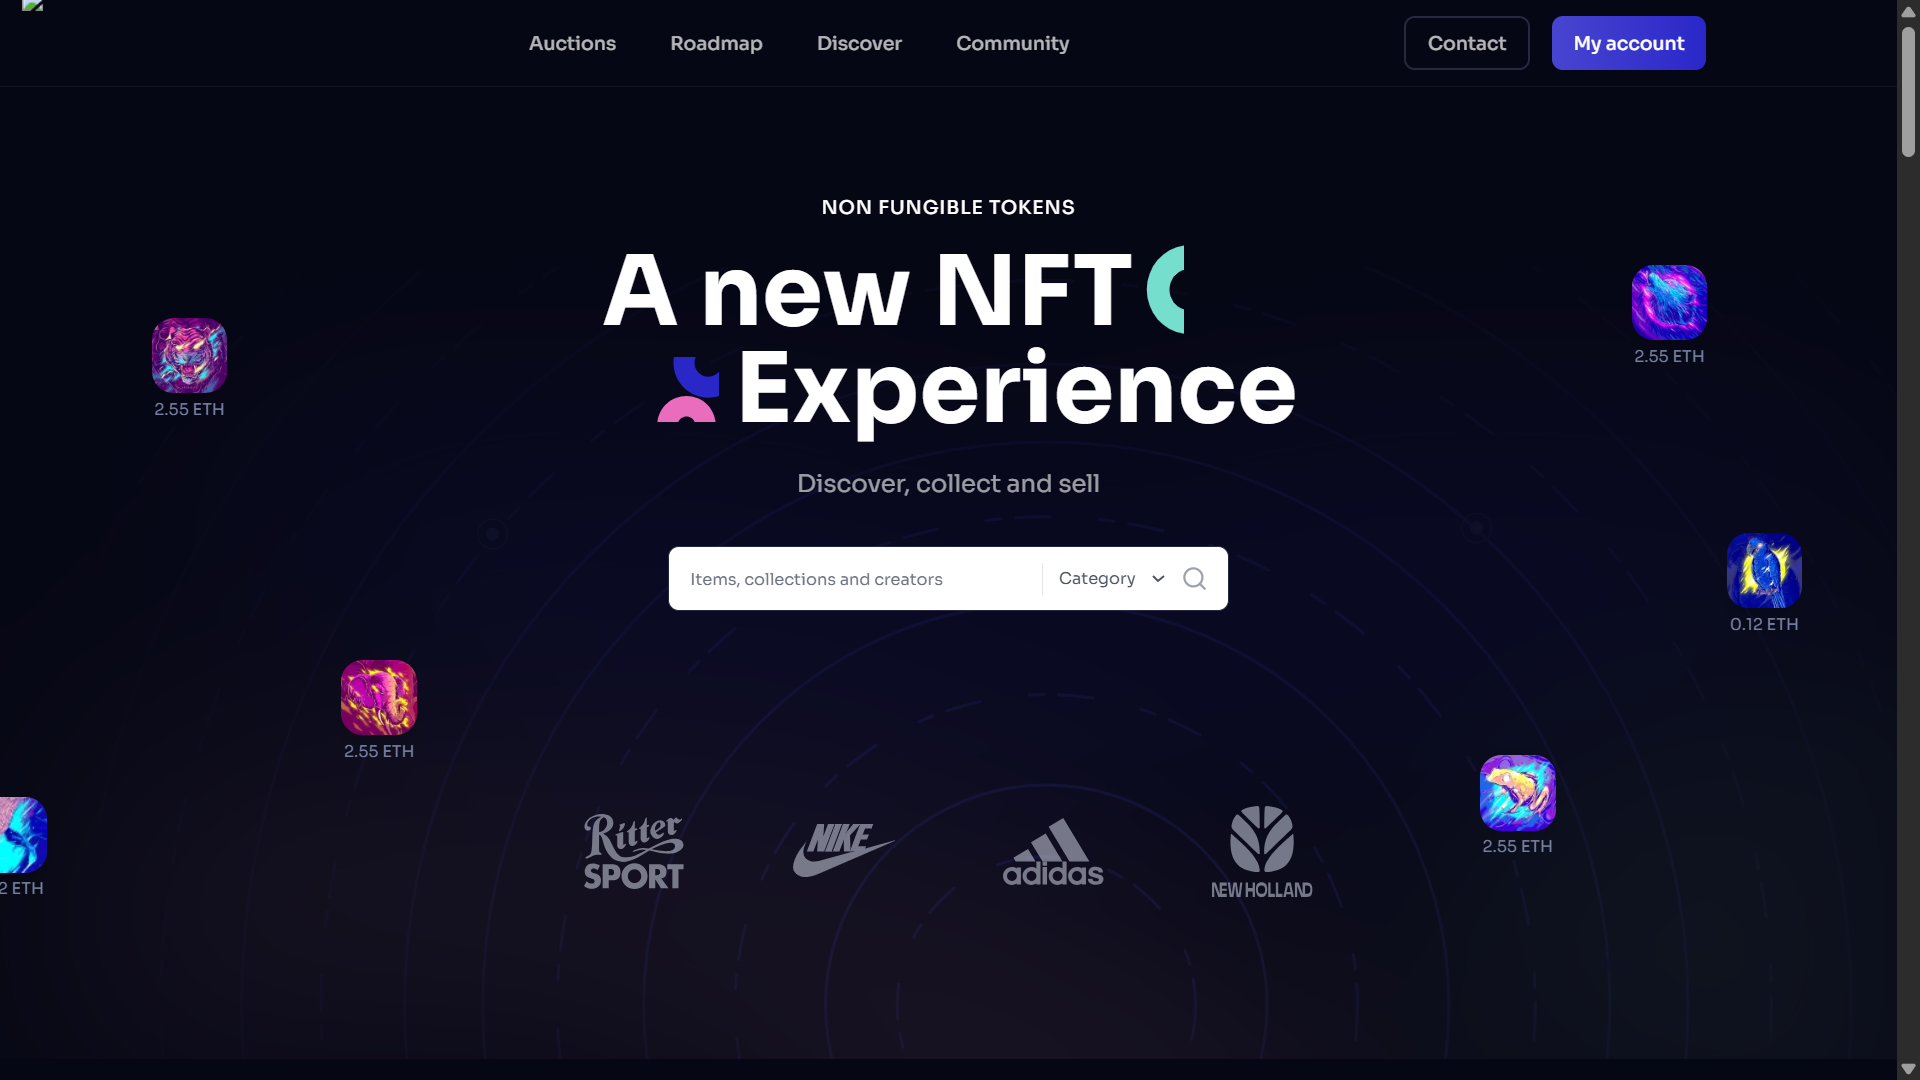 Auctions
Roadmap
Discover
Community
Contact
My account
NON FUNGIBLE TOKENS
A new NFT
Experience
Discover, collect and sell
Items, collections and creators
Category
2.55 ETH
2.55 ETH
0.12 ETH
2.55 ETH
2.55 ETH
2 ETH
Ritter
SPORT
NIKE
adidas
NEW HOLLAND